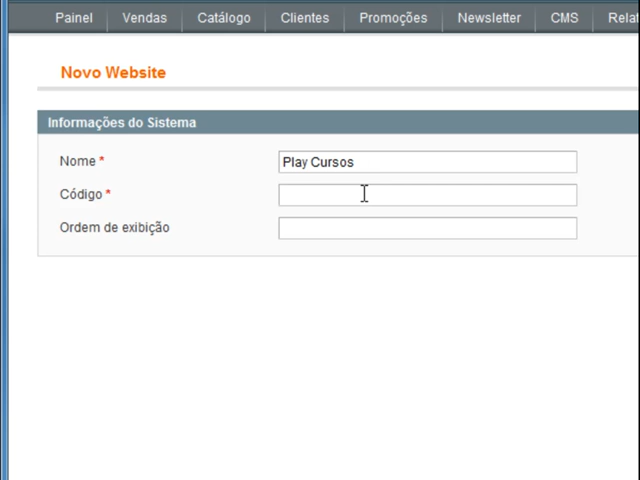 Painel Vendas Catálogo Clientes Promoções Newsletter CMS Rela
Novo Website
Informações do Sistema
Nome * Play Cursos
Código *
Ordem de exibição